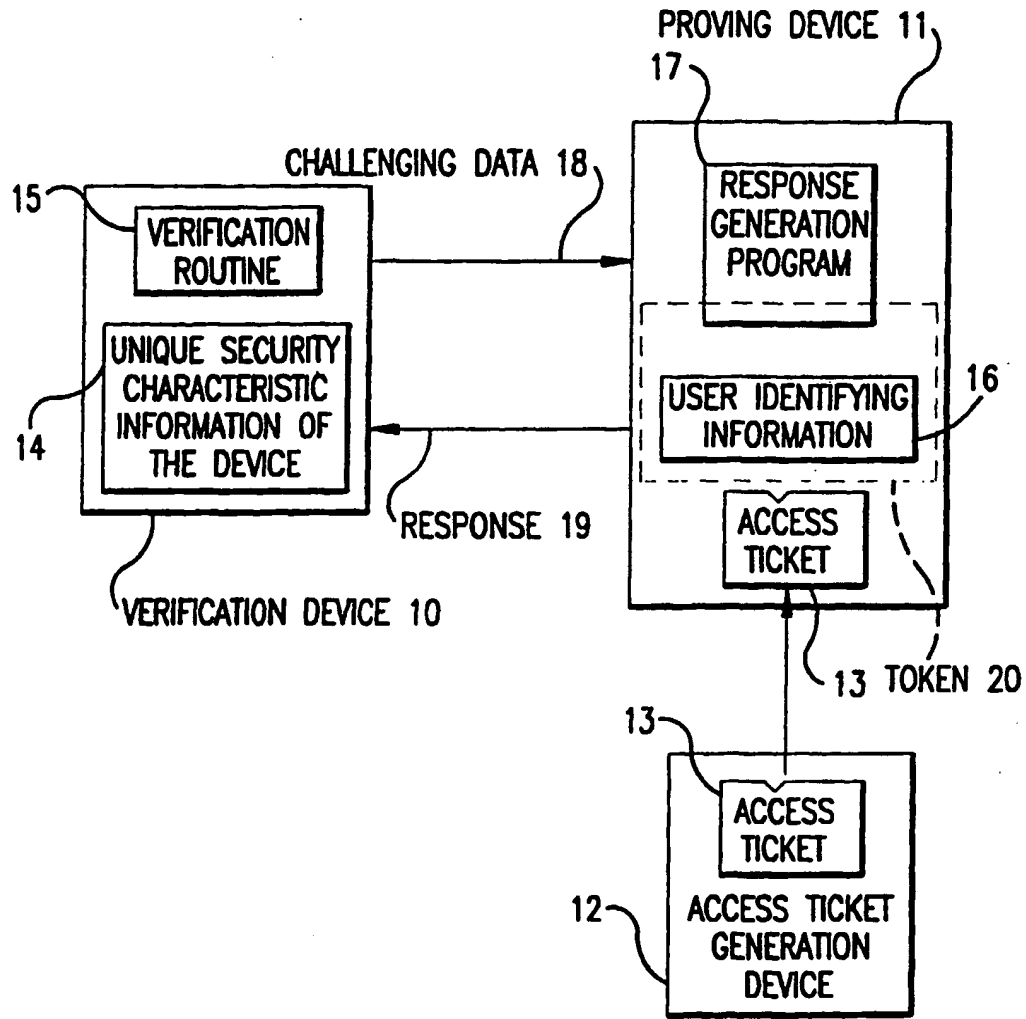 PROVING DEVICE 11
17
CHALLENGING DATA 18
15
VERIFICATION
ROUTINE
RESPONSE
GENERATION
PROGRAM
UNIQUE SECURITY
CHARACTERISTIC
INFORMATION OF
THE DEVICE
14
USER IDENTIFYING
INFORMATION
16
RESPONSE 19
ACCESS
TICKET
VERIFICATION DEVICE 10
13
TOKEN 20
13
ACCESS
TICKET
12
ACCESS TICKET
GENERATION
DEVICE